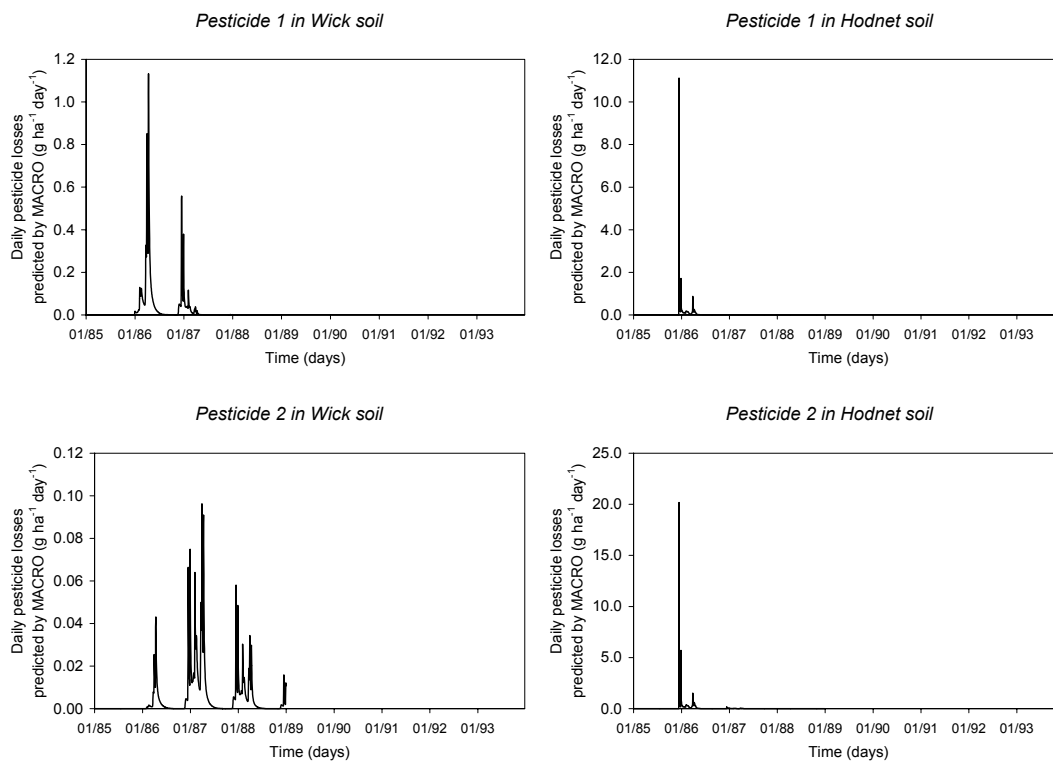 Pesticide 1 in Wick soil
Daily pesticide losses
predicted by MACRO (g ha⁻¹ day⁻¹)
1.2
1.0
0.8
0.6
0.4
0.2
0.0
01/85 01/86 01/87 01/88 01/89 01/90 01/91 01/92 01/93
Time (days)
Pesticide 1 in Hodnet soil
Daily pesticide losses
predicted by MACRO (g ha⁻¹ day⁻¹)
12.0
10.0
8.0
6.0
4.0
2.0
0.0
01/85 01/86 01/87 01/88 01/89 01/90 01/91 01/92 01/93
Time (days)
Pesticide 2 in Wick soil
Daily pesticide losses
predicted by MACRO (g ha⁻¹ day⁻¹)
0.12
0.10
0.08
0.06
0.04
0.02
0.00
01/85 01/86 01/87 01/88 01/89 01/90 01/91 01/92 01/93
Time (days)
Pesticide 2 in Hodnet soil
Daily pesticide losses
predicted by MACRO (g ha⁻¹ day⁻¹)
25.0
20.0
15.0
10.0
5.0
0.0
01/85 01/86 01/87 01/88 01/89 01/90 01/91 01/92 01/93
Time (days)